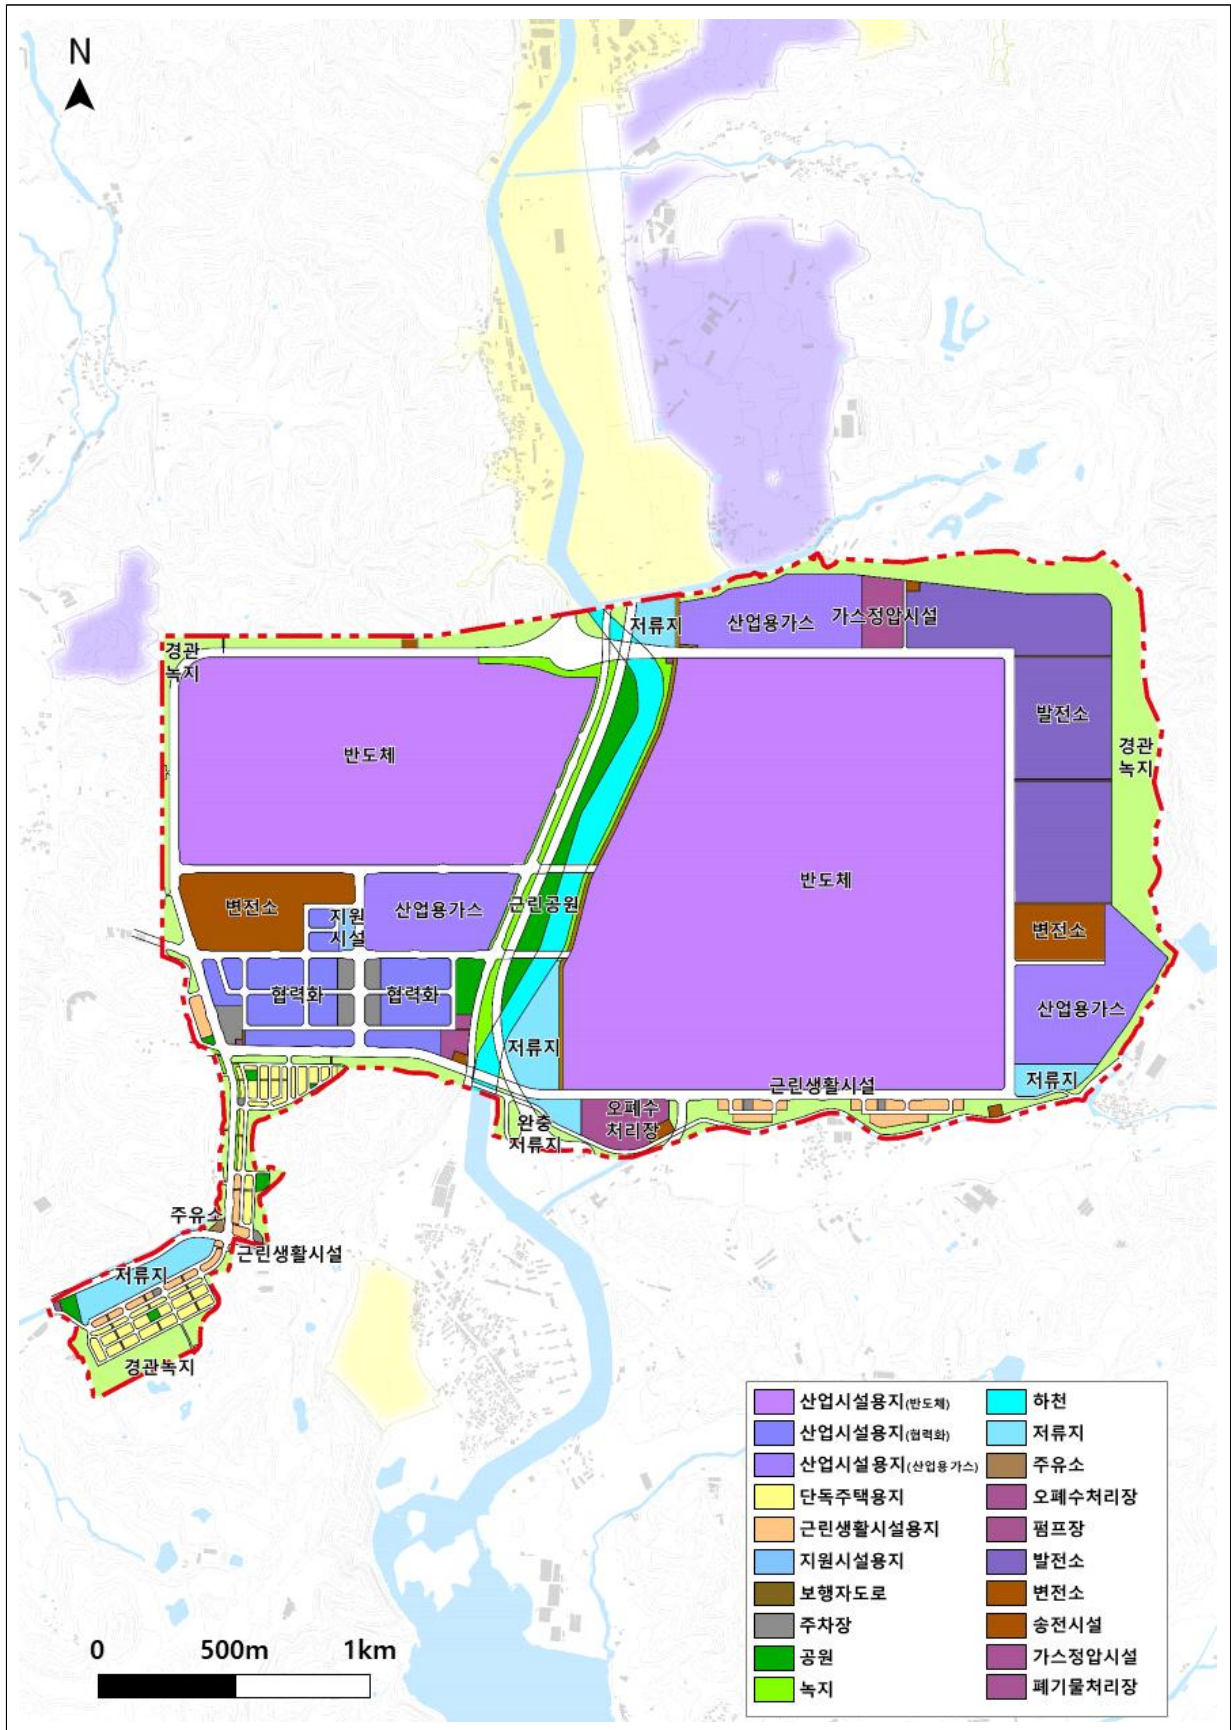 N
저류지
산업용가스
가스정압시설
경관
녹지
발전소
반도체
경관
녹지
반도체
변전소
지원
시설
산업용가스
근린공원
변전소
협력화
협력화
산업용가스
저류지
저류지
근린생활시설
오폐수
처리장
완충
저류지
주유소
근린생활시설
저류지
경관녹지
산업시설용지(반도체)
산업시설용지(협력화)
산업시설용지(산업용가스)
단독주택용지
근린생활시설용지
지원시설용지
보행자도로
주차장
공원
녹지
하천
저류지
주유소
오폐수처리장
펌프장
발전소
변전소
송전시설
가스정압시설
폐기물처리장
0 500m 1km